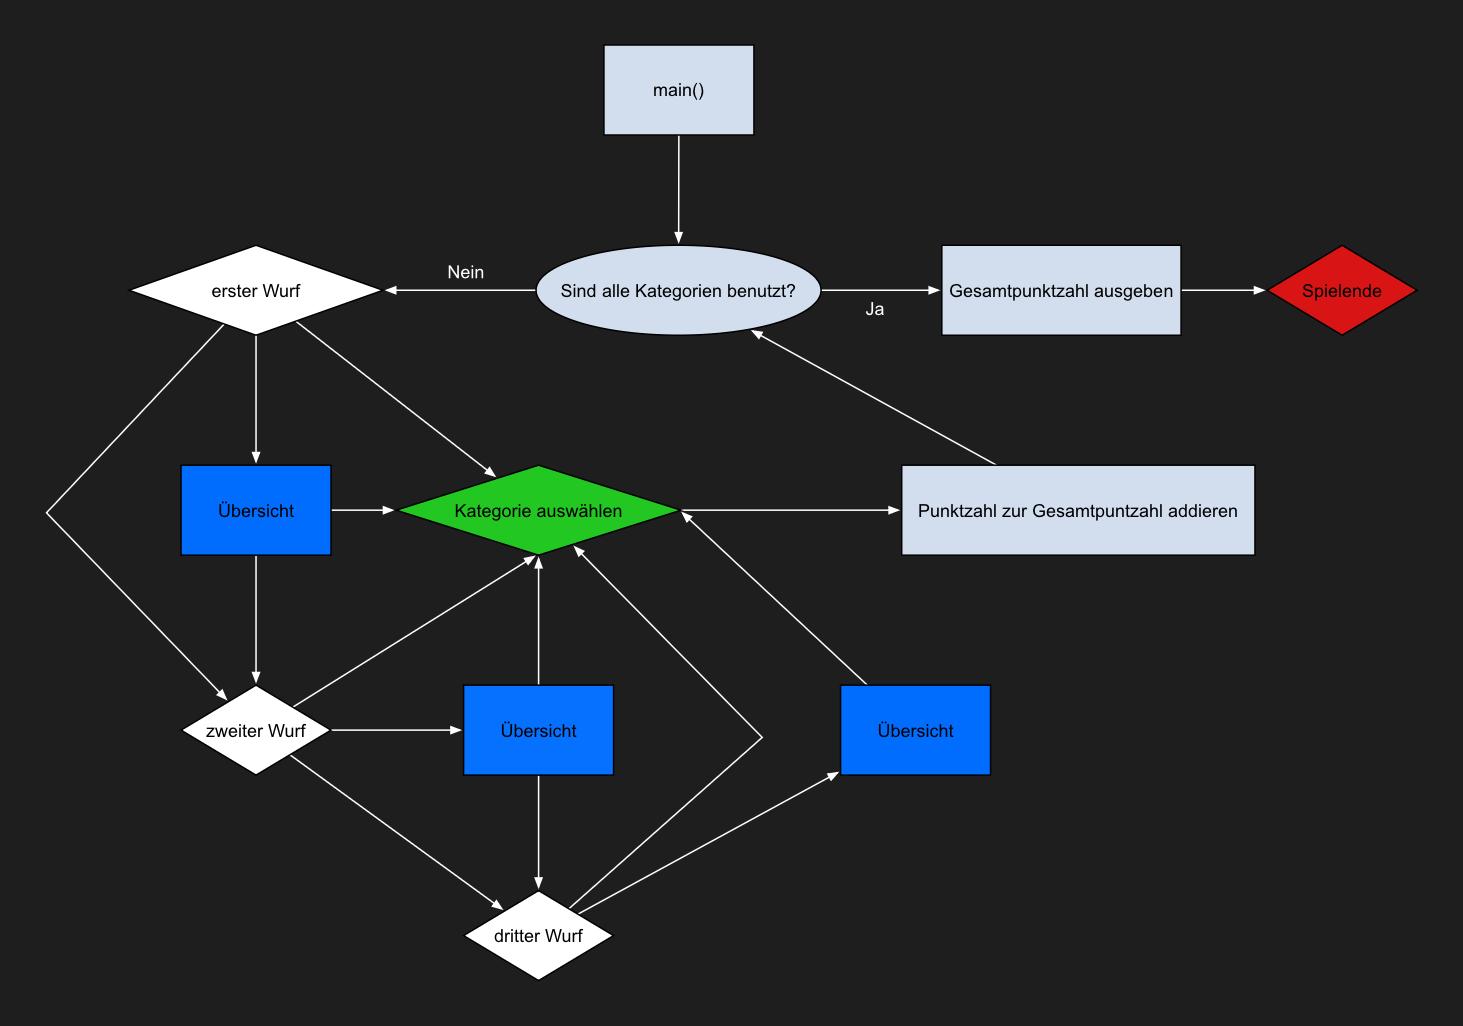 main()
erster Wurf
Nein
Sind alle Kategorien benutzt?
Ja
Gesamtpunktzahl ausgeben
Spielende
Übersicht
Kategorie auswählen
Punktzahl zur Gesamtpuntzahl addieren
zweiter Wurf
Übersicht
Übersicht
dritter Wurf